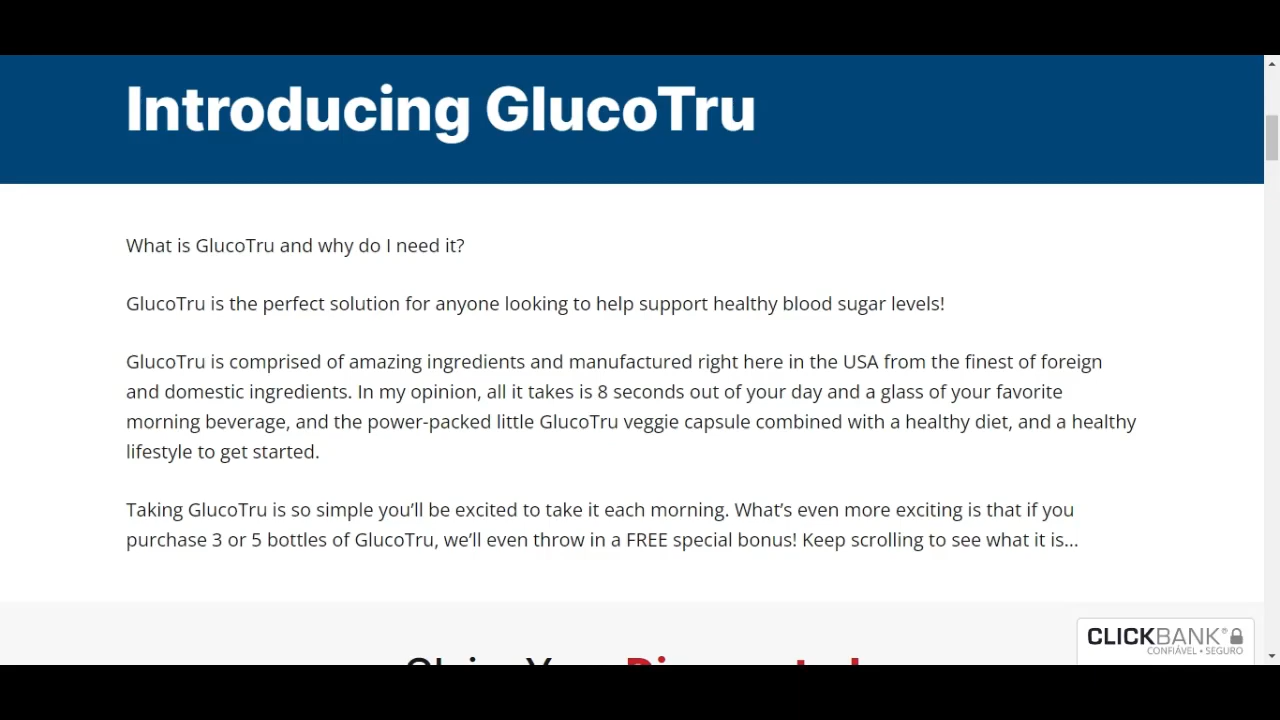 Introducing GlucoTru
What is GlucoTru and why do I need it?
GlucoTru is the perfect solution for anyone looking to help support healthy blood sugar levels!
GlucoTru is comprised of amazing ingredients and manufactured right here in the USA from the finest of foreign
and domestic ingredients. In my opinion, all it takes is 8 seconds out of your day and a glass of your favorite
morning beverage, and the power-packed little GlucoTru veggie capsule combined with a healthy diet, and a healthy
lifestyle to get started.
Taking GlucoTru is so simple you’ll be excited to take it each morning. What’s even more exciting is that if you
purchase 3 or 5 bottles of GlucoTru, we’ll even throw in a FREE special bonus! Keep scrolling to see what it is...
CLICKBANK®
CONFIÁVEL • SEGURO